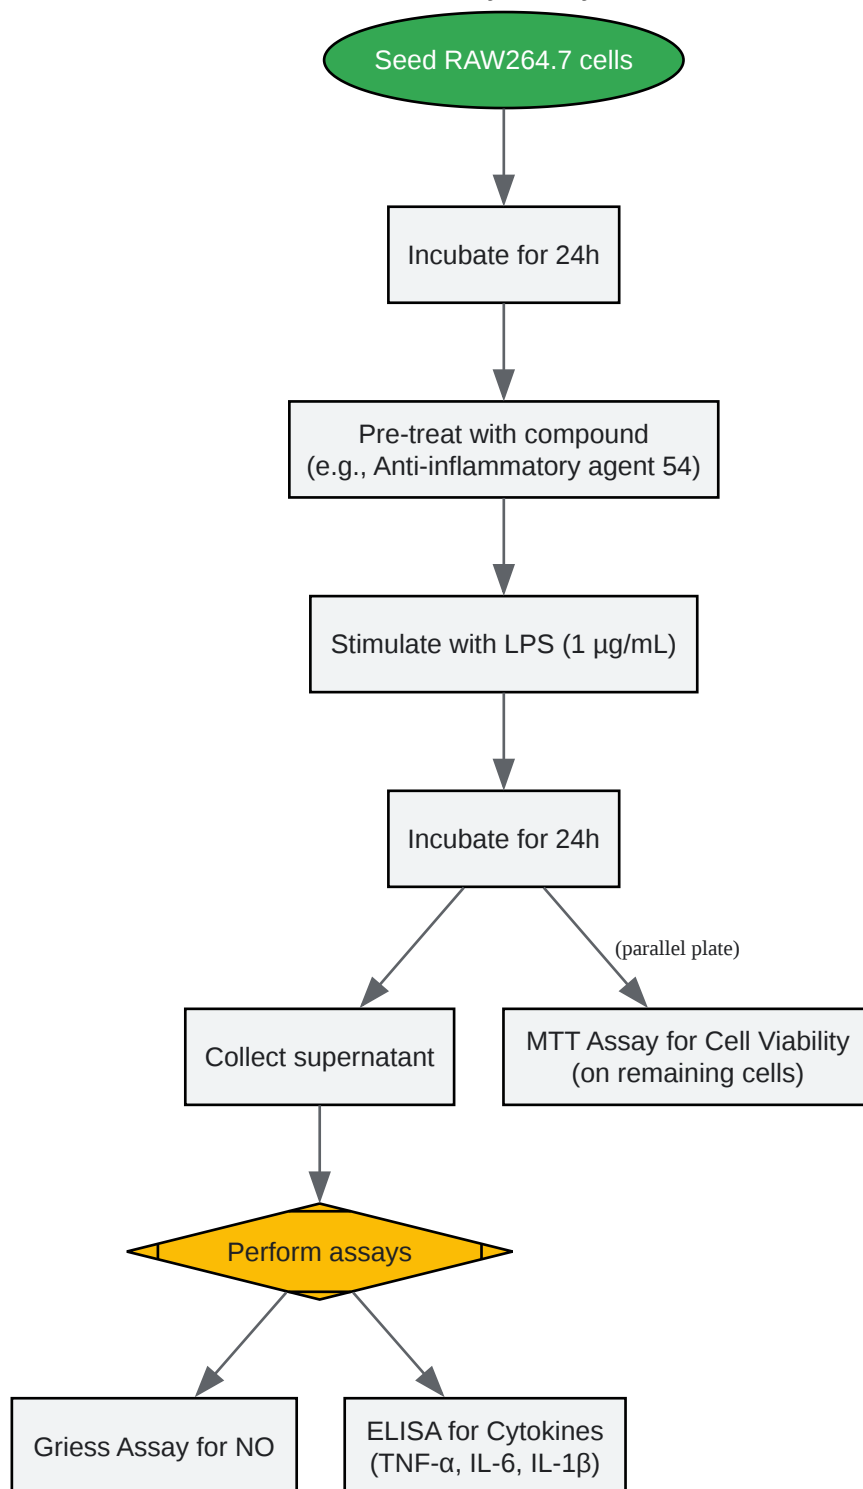 Seed RAW264.7 cells
Incubate for 24h
Pre-treat with compound
(e.g., Anti-inflammatory agent 54)
Stimulate with LPS (1 µg/mL)
Incubate for 24h
(parallel plate)
Collect supernatant
MTT Assay for Cell Viability
(on remaining cells)
Perform assays
Griess Assay for NO
ELISA for Cytokines
(TNF-α, IL-6, IL-1β)